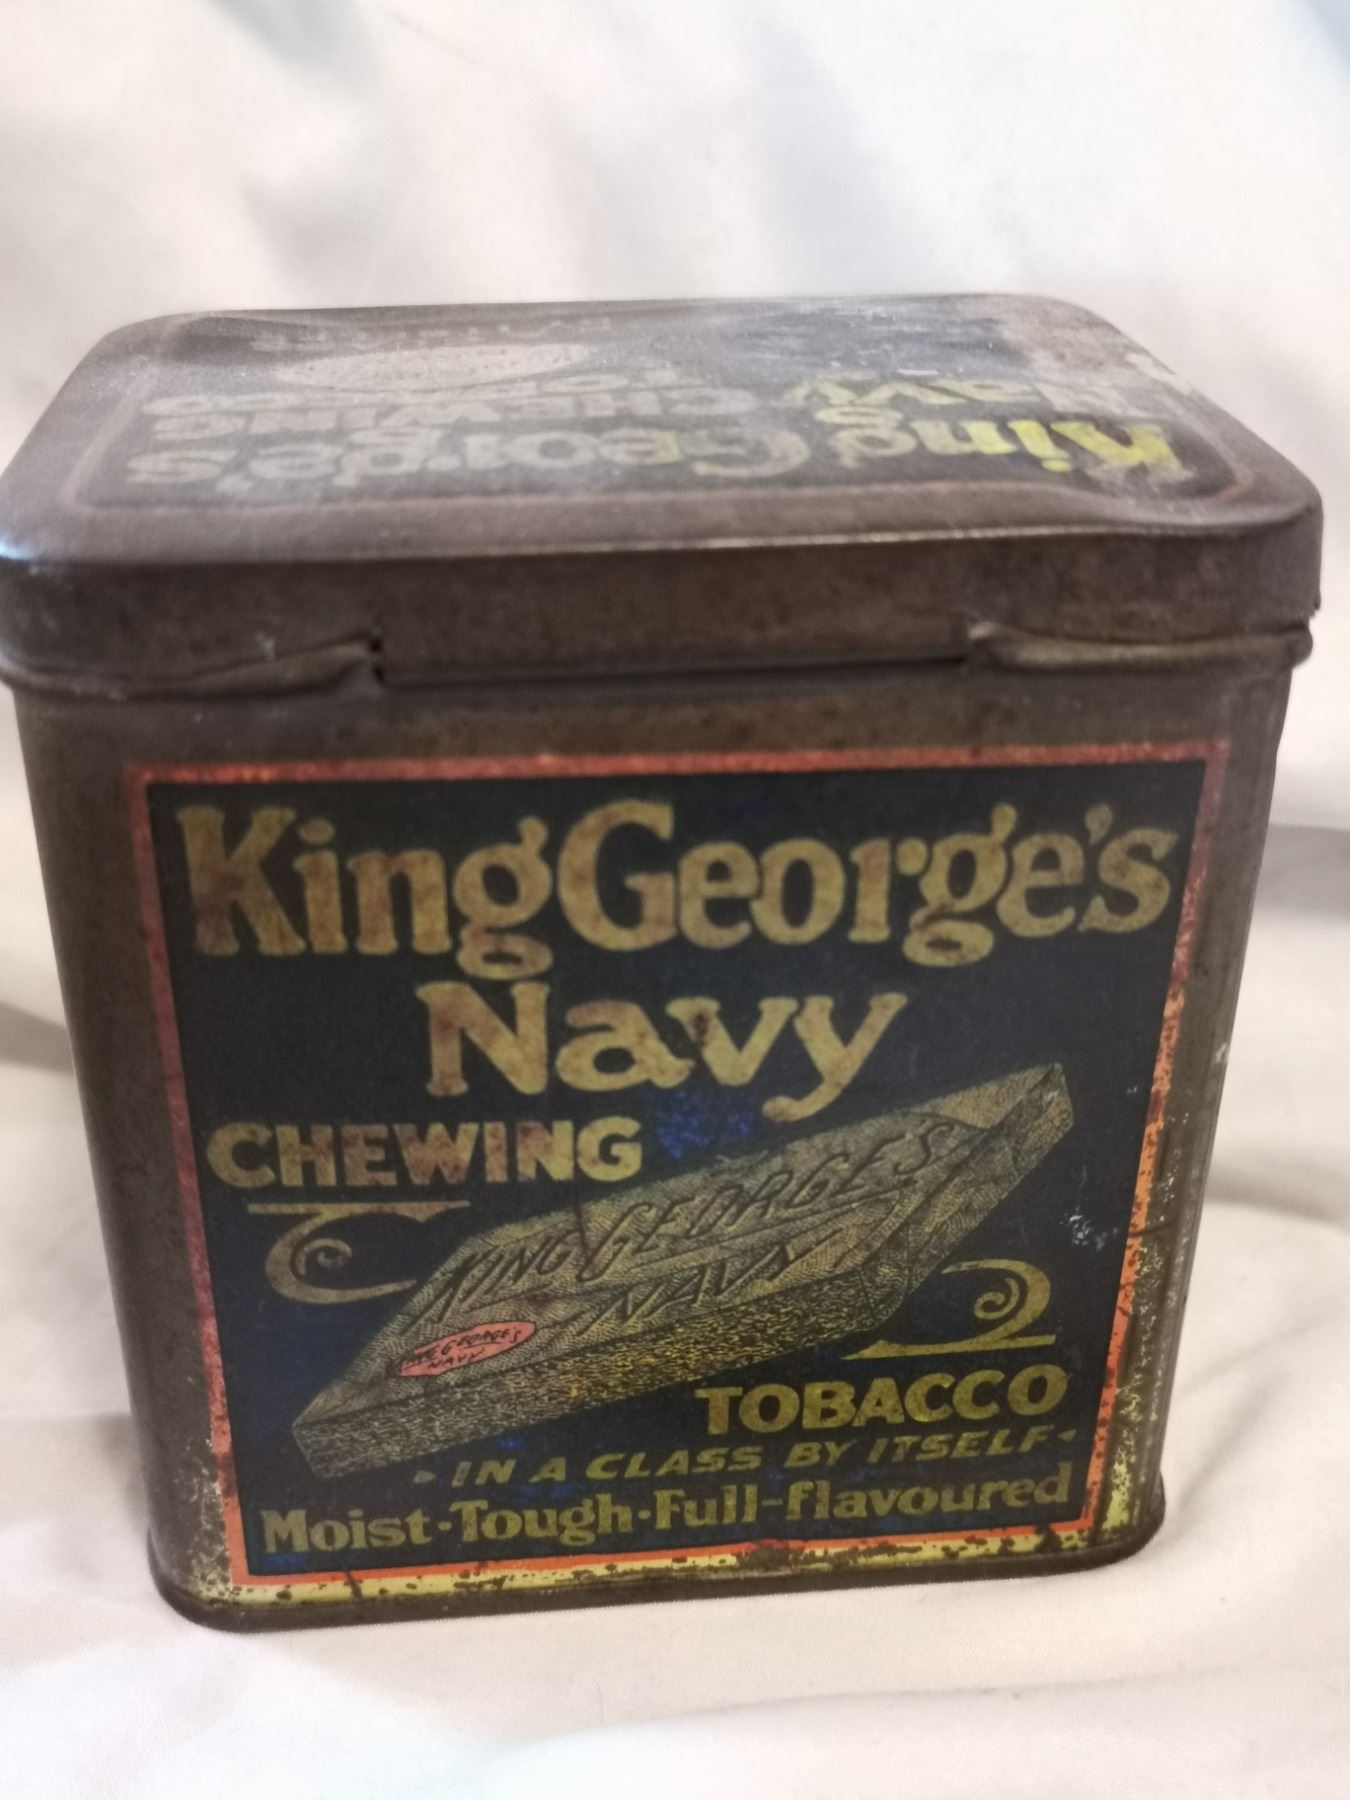 King George's
Navy
CHEWING
TOBACCO
King George's
Navy
CHEWING
KING GEORGE'S
NAVY
KING GEORGE'S
NAVY
TOBACCO
IN A CLASS BY ITSELF
Moist-Tough-Full-flavoured